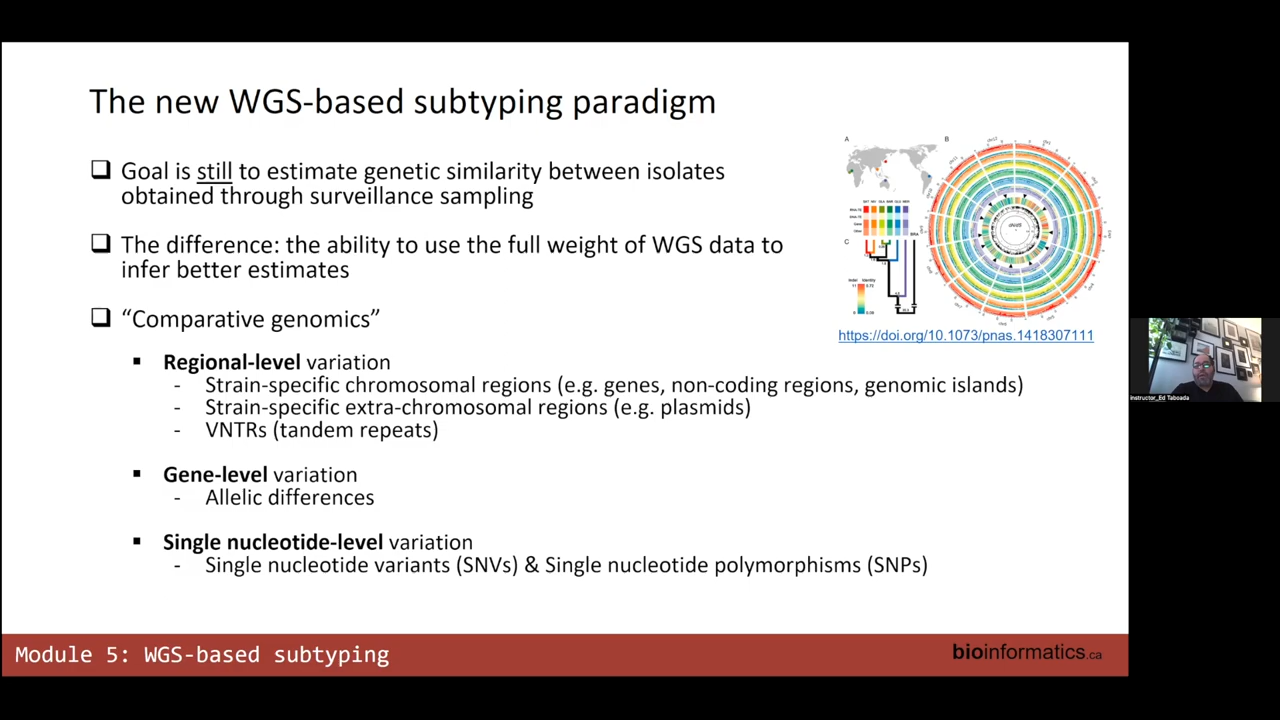 The new WGS-based subtyping paradigm
❑ Goal is still to estimate genetic similarity between isolates
obtained through surveillance sampling
❑ The difference: the ability to use the full weight of WGS data to
infer better estimates
❑ “Comparative genomics”
▪ Regional-level variation
- Strain-specific chromosomal regions (e.g. genes, non-coding regions, genomic islands)
- Strain-specific extra-chromosomal regions (e.g. plasmids)
- VNTRs (tandem repeats)
▪ Gene-level variation
- Allelic differences
▪ Single nucleotide-level variation
- Single nucleotide variants (SNVs) & Single nucleotide polymorphisms (SNPs)
A
B
C
https://doi.org/10.1073/pnas.1418307111
instructor_Ed Taboada
Module 5: WGS-based subtyping
bioinformatics.ca